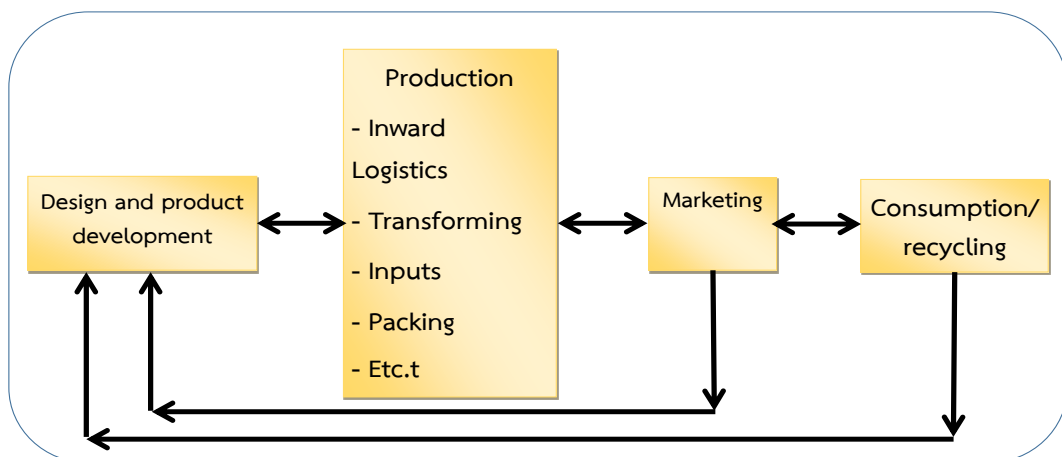 Design and product
development
Production
- Inward
Logistics
- Transforming
- Inputs
- Packing
- Etc.t
Marketing
Consumption/
recycling